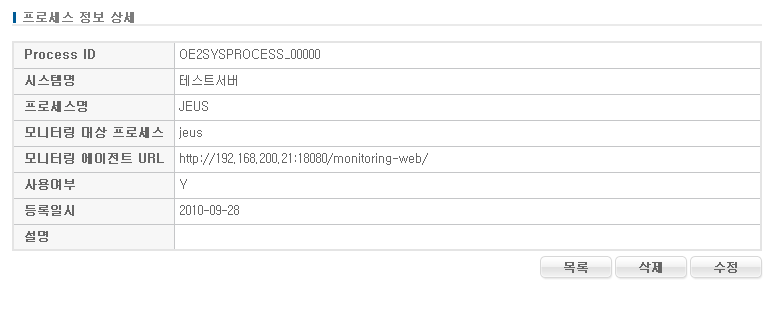 프로세스 정보 상세
Process ID OE2SYSPROCESS_00000
시스템명 테스트서버
프로세스명 JEUS
모니터링 대상 프로세스 jeus
모니터링 에이전트 URL http://192.168.200.21:18080/monitoring-web/
사용여부 Y
등록일시 2010-09-28
설명
목록 삭제 수정